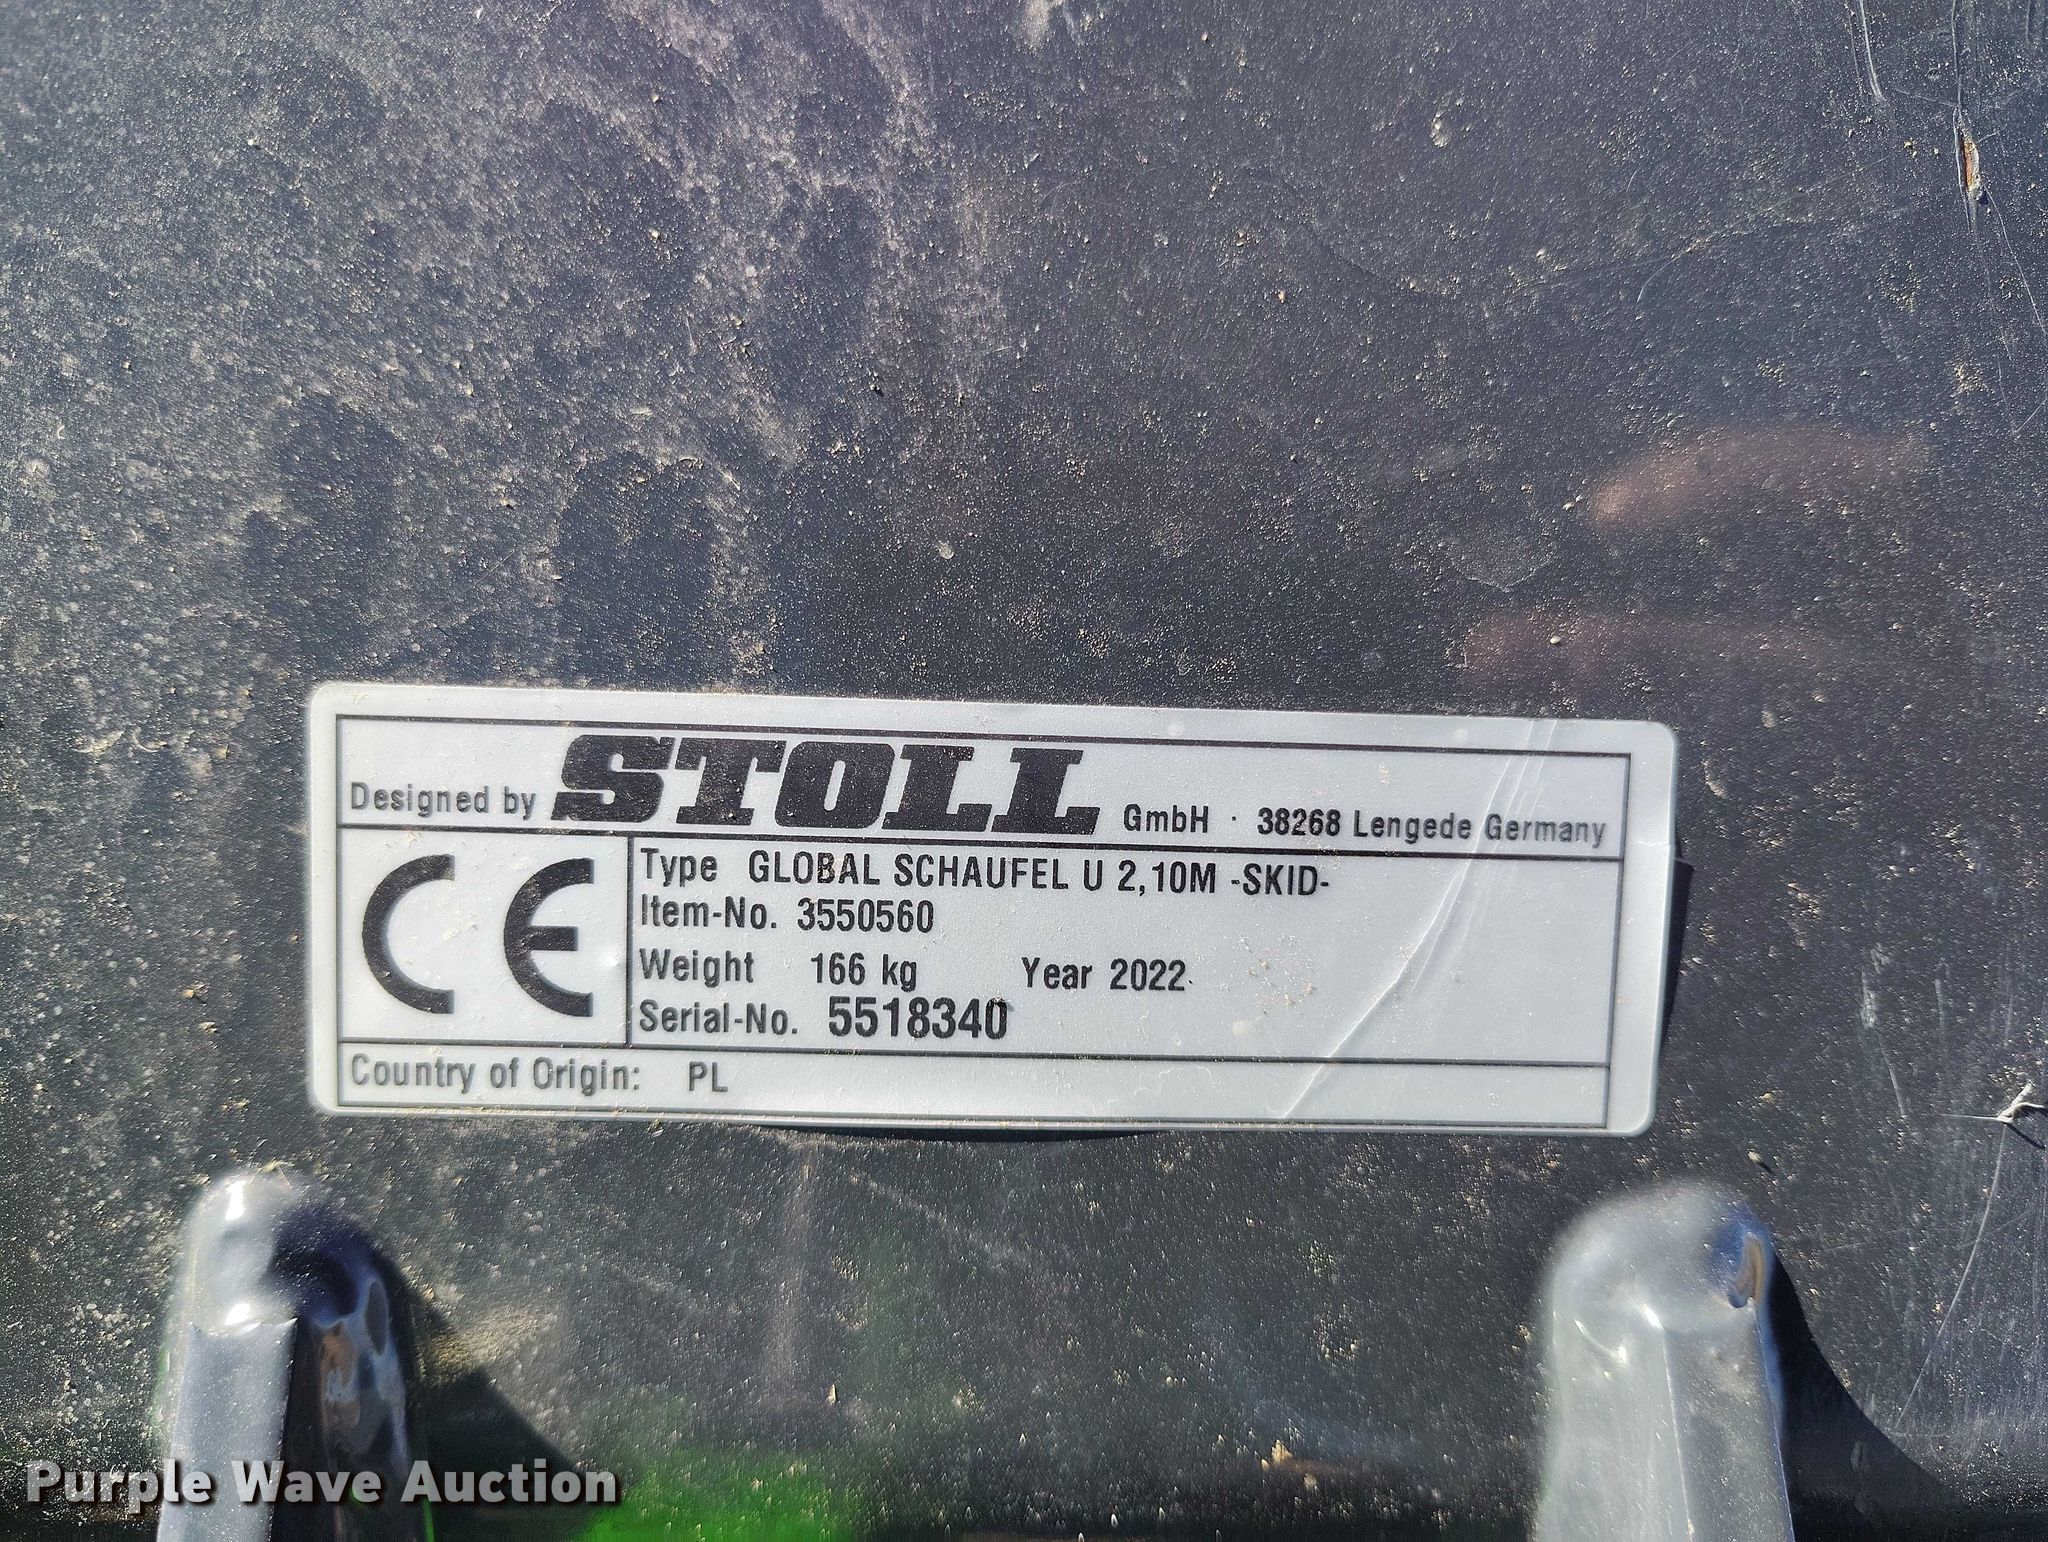 Designed by STOLL GmbH · 38268 Lengede Germany
CE
Type GLOBAL SCHAUFEL U 2,10M -SKID-
Item-No. 3550560
Weight 166 kg Year 2022
Serial-No. 5518340
Country of Origin: PL
Purple Wave Auction